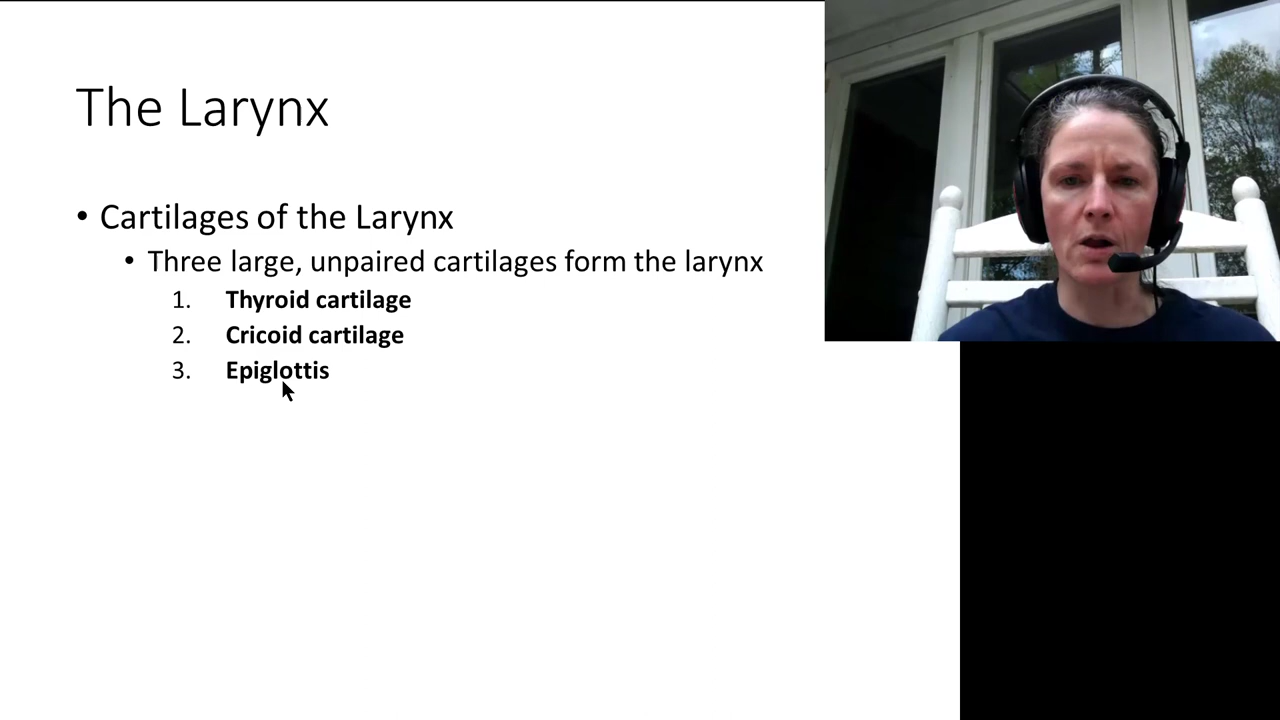 The Larynx
• Cartilages of the Larynx
• Three large, unpaired cartilages form the larynx
1. Thyroid cartilage
2. Cricoid cartilage
3. Epiglottis